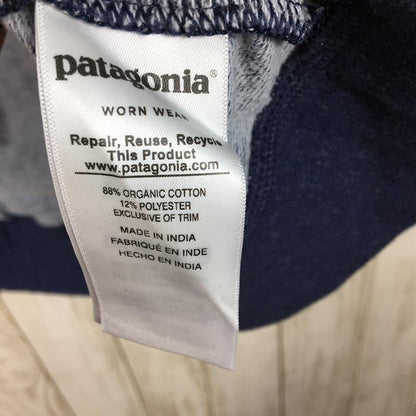 patagonia®
WORN WEAR
Repair, Reuse, Recycle
This Product
www.patagonia.com
88% ORGANIC COTTON
12% POLYESTER
EXCLUSIVE OF TRIM
MADE IN INDIA
FABRIQUÉ EN INDE
HECHO EN INDIA